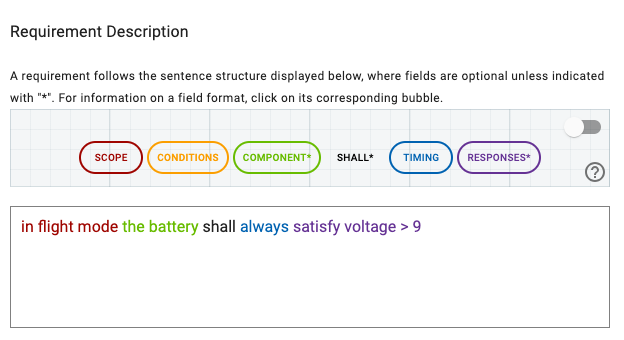 Requirement Description
A requirement follows the sentence structure displayed below, where fields are optional unless indicated
with "*". For information on a field format, click on its corresponding bubble.
SCOPE CONDITIONS COMPONENT* SHALL* TIMING RESPONSES*
?
in flight mode the battery shall always satisfy voltage > 9